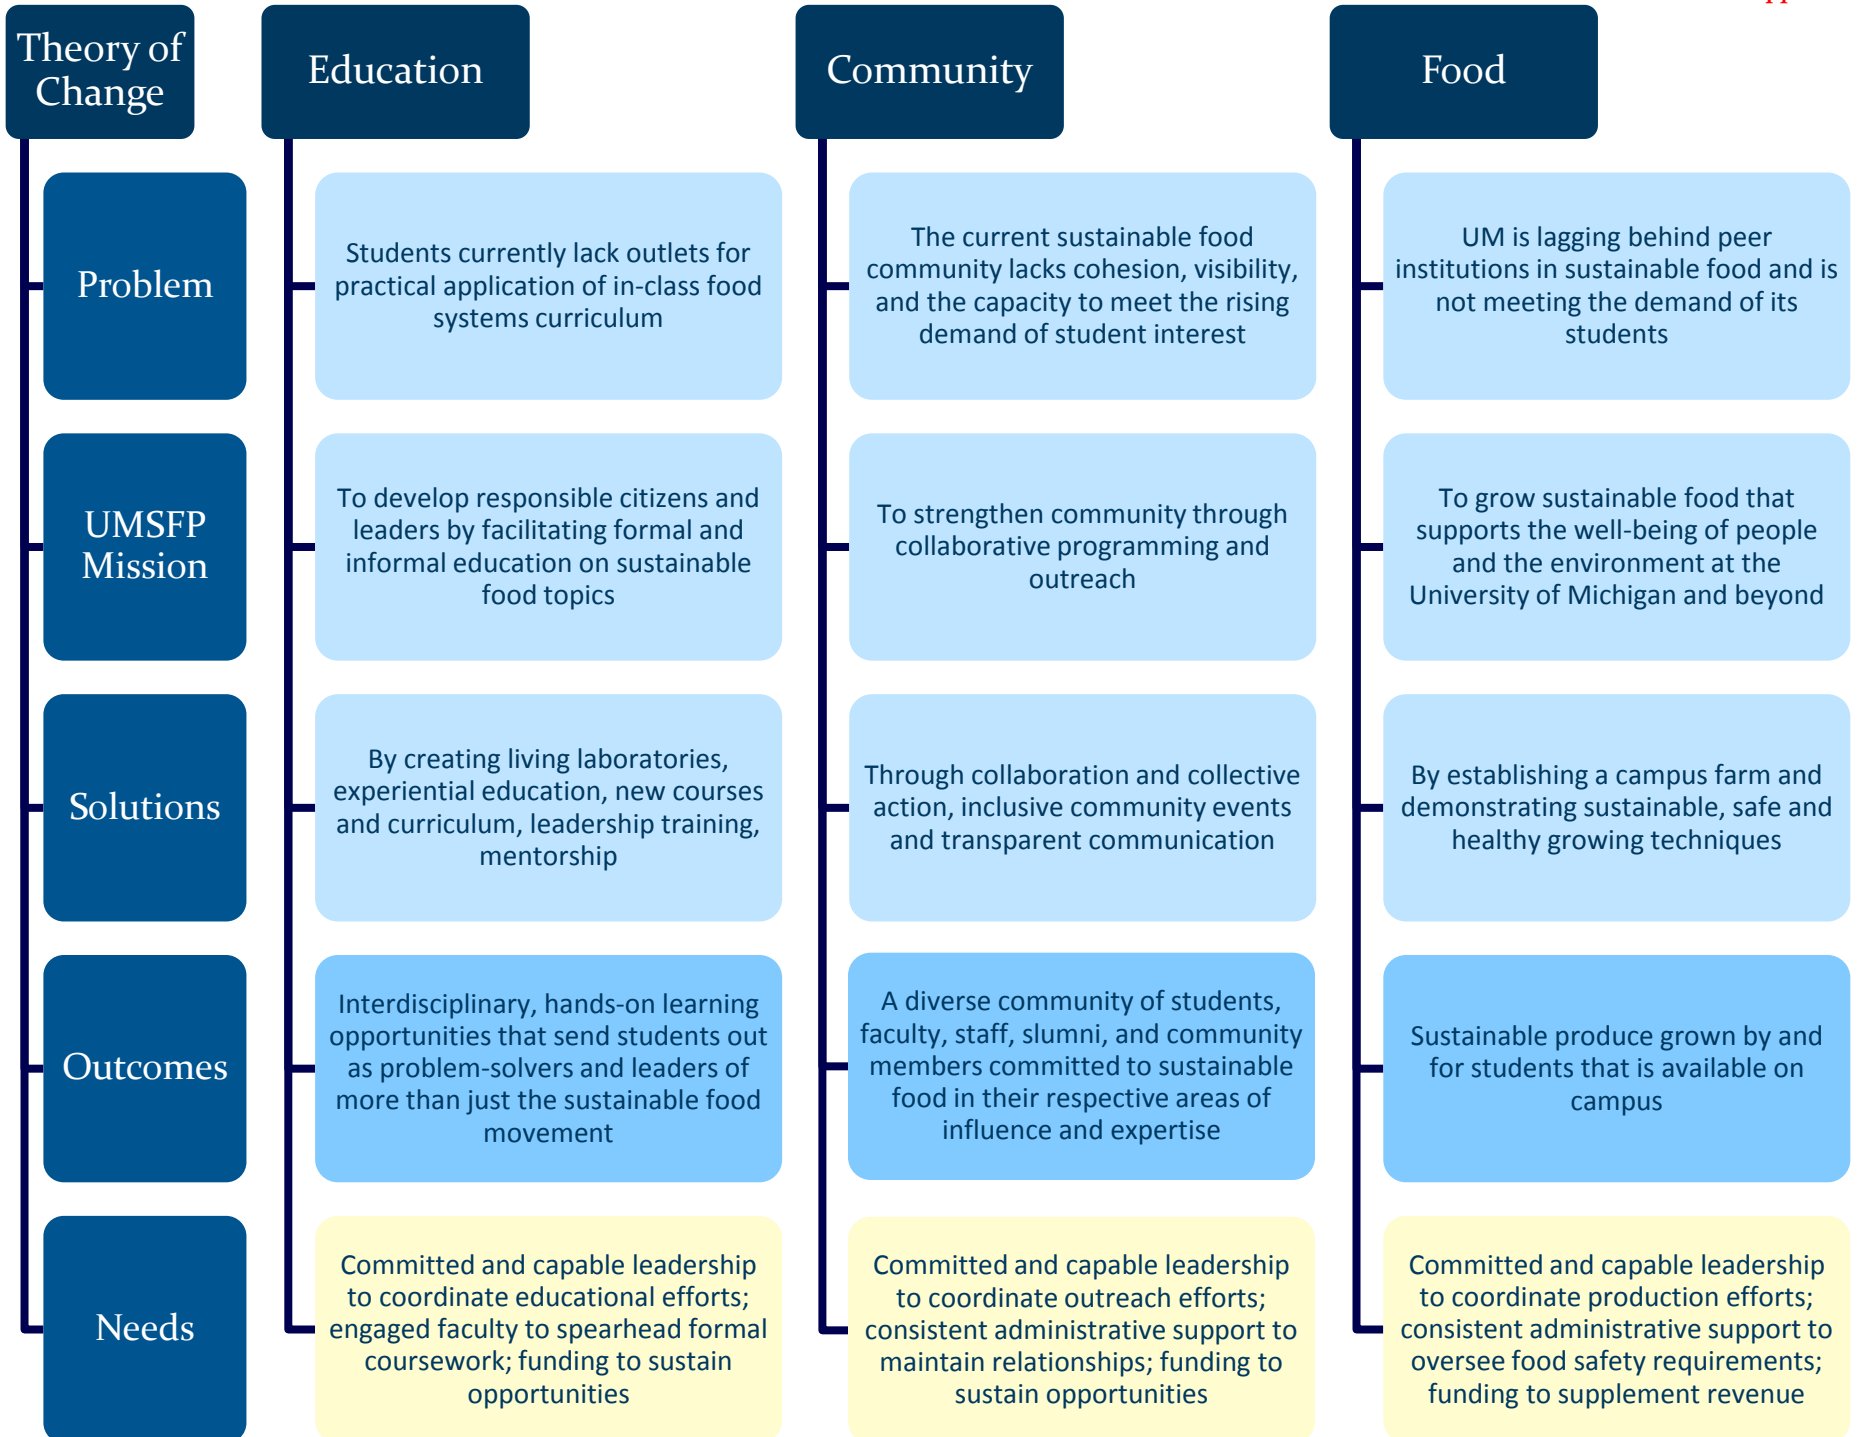 Theory of
Change
Education
Community
Food
Problem
Students currently lack outlets for
practical application of in-class food
systems curriculum
The current sustainable food
community lacks cohesion, visibility,
and the capacity to meet the rising
demand of student interest
UM is lagging behind peer
institutions in sustainable food and is
not meeting the demand of its
students
UMSFP
Mission
To develop responsible citizens and
leaders by facilitating formal and
informal education on sustainable
food topics
To strengthen community through
collaborative programming and
outreach
To grow sustainable food that
supports the well-being of people
and the environment at the
University of Michigan and beyond
Solutions
By creating living laboratories,
experiential education, new courses
and curriculum, leadership training,
mentorship
Through collaboration and collective
action, inclusive community events
and transparent communication
By establishing a campus farm and
demonstrating sustainable, safe and
healthy growing techniques
Outcomes
Interdisciplinary, hands-on learning
opportunities that send students out
as problem-solvers and leaders of
more than just the sustainable food
movement
A diverse community of students,
faculty, staff, slumni, and community
members committed to sustainable
food in their respective areas of
influence and expertise
Sustainable produce grown by and
for students that is available on
campus
Needs
Committed and capable leadership
to coordinate educational efforts;
engaged faculty to spearhead formal
coursework; funding to sustain
opportunities
Committed and capable leadership
to coordinate outreach efforts;
consistent administrative support to
maintain relationships; funding to
sustain opportunities
Committed and capable leadership
to coordinate production efforts;
consistent administrative support to
oversee food safety requirements;
funding to supplement revenue